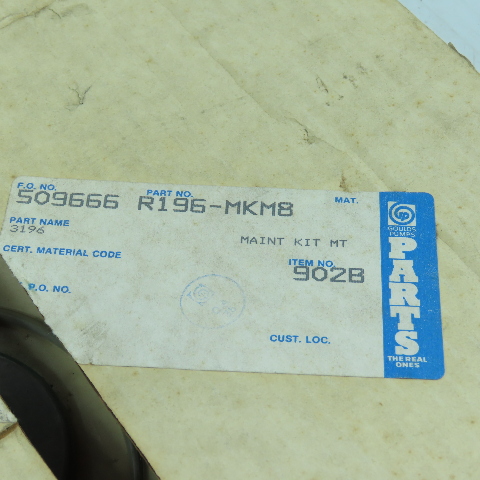 F.O. NO. PART NO. MAT.
509666 R196-MKM8
PART NAME
3196 MAINT KIT MT
CERT. MATERIAL CODE ITEM NO.
902B
P.O. NO.
CUST. LOC.
GOULDS
PUMPS
PARTS
THE REAL
ONES